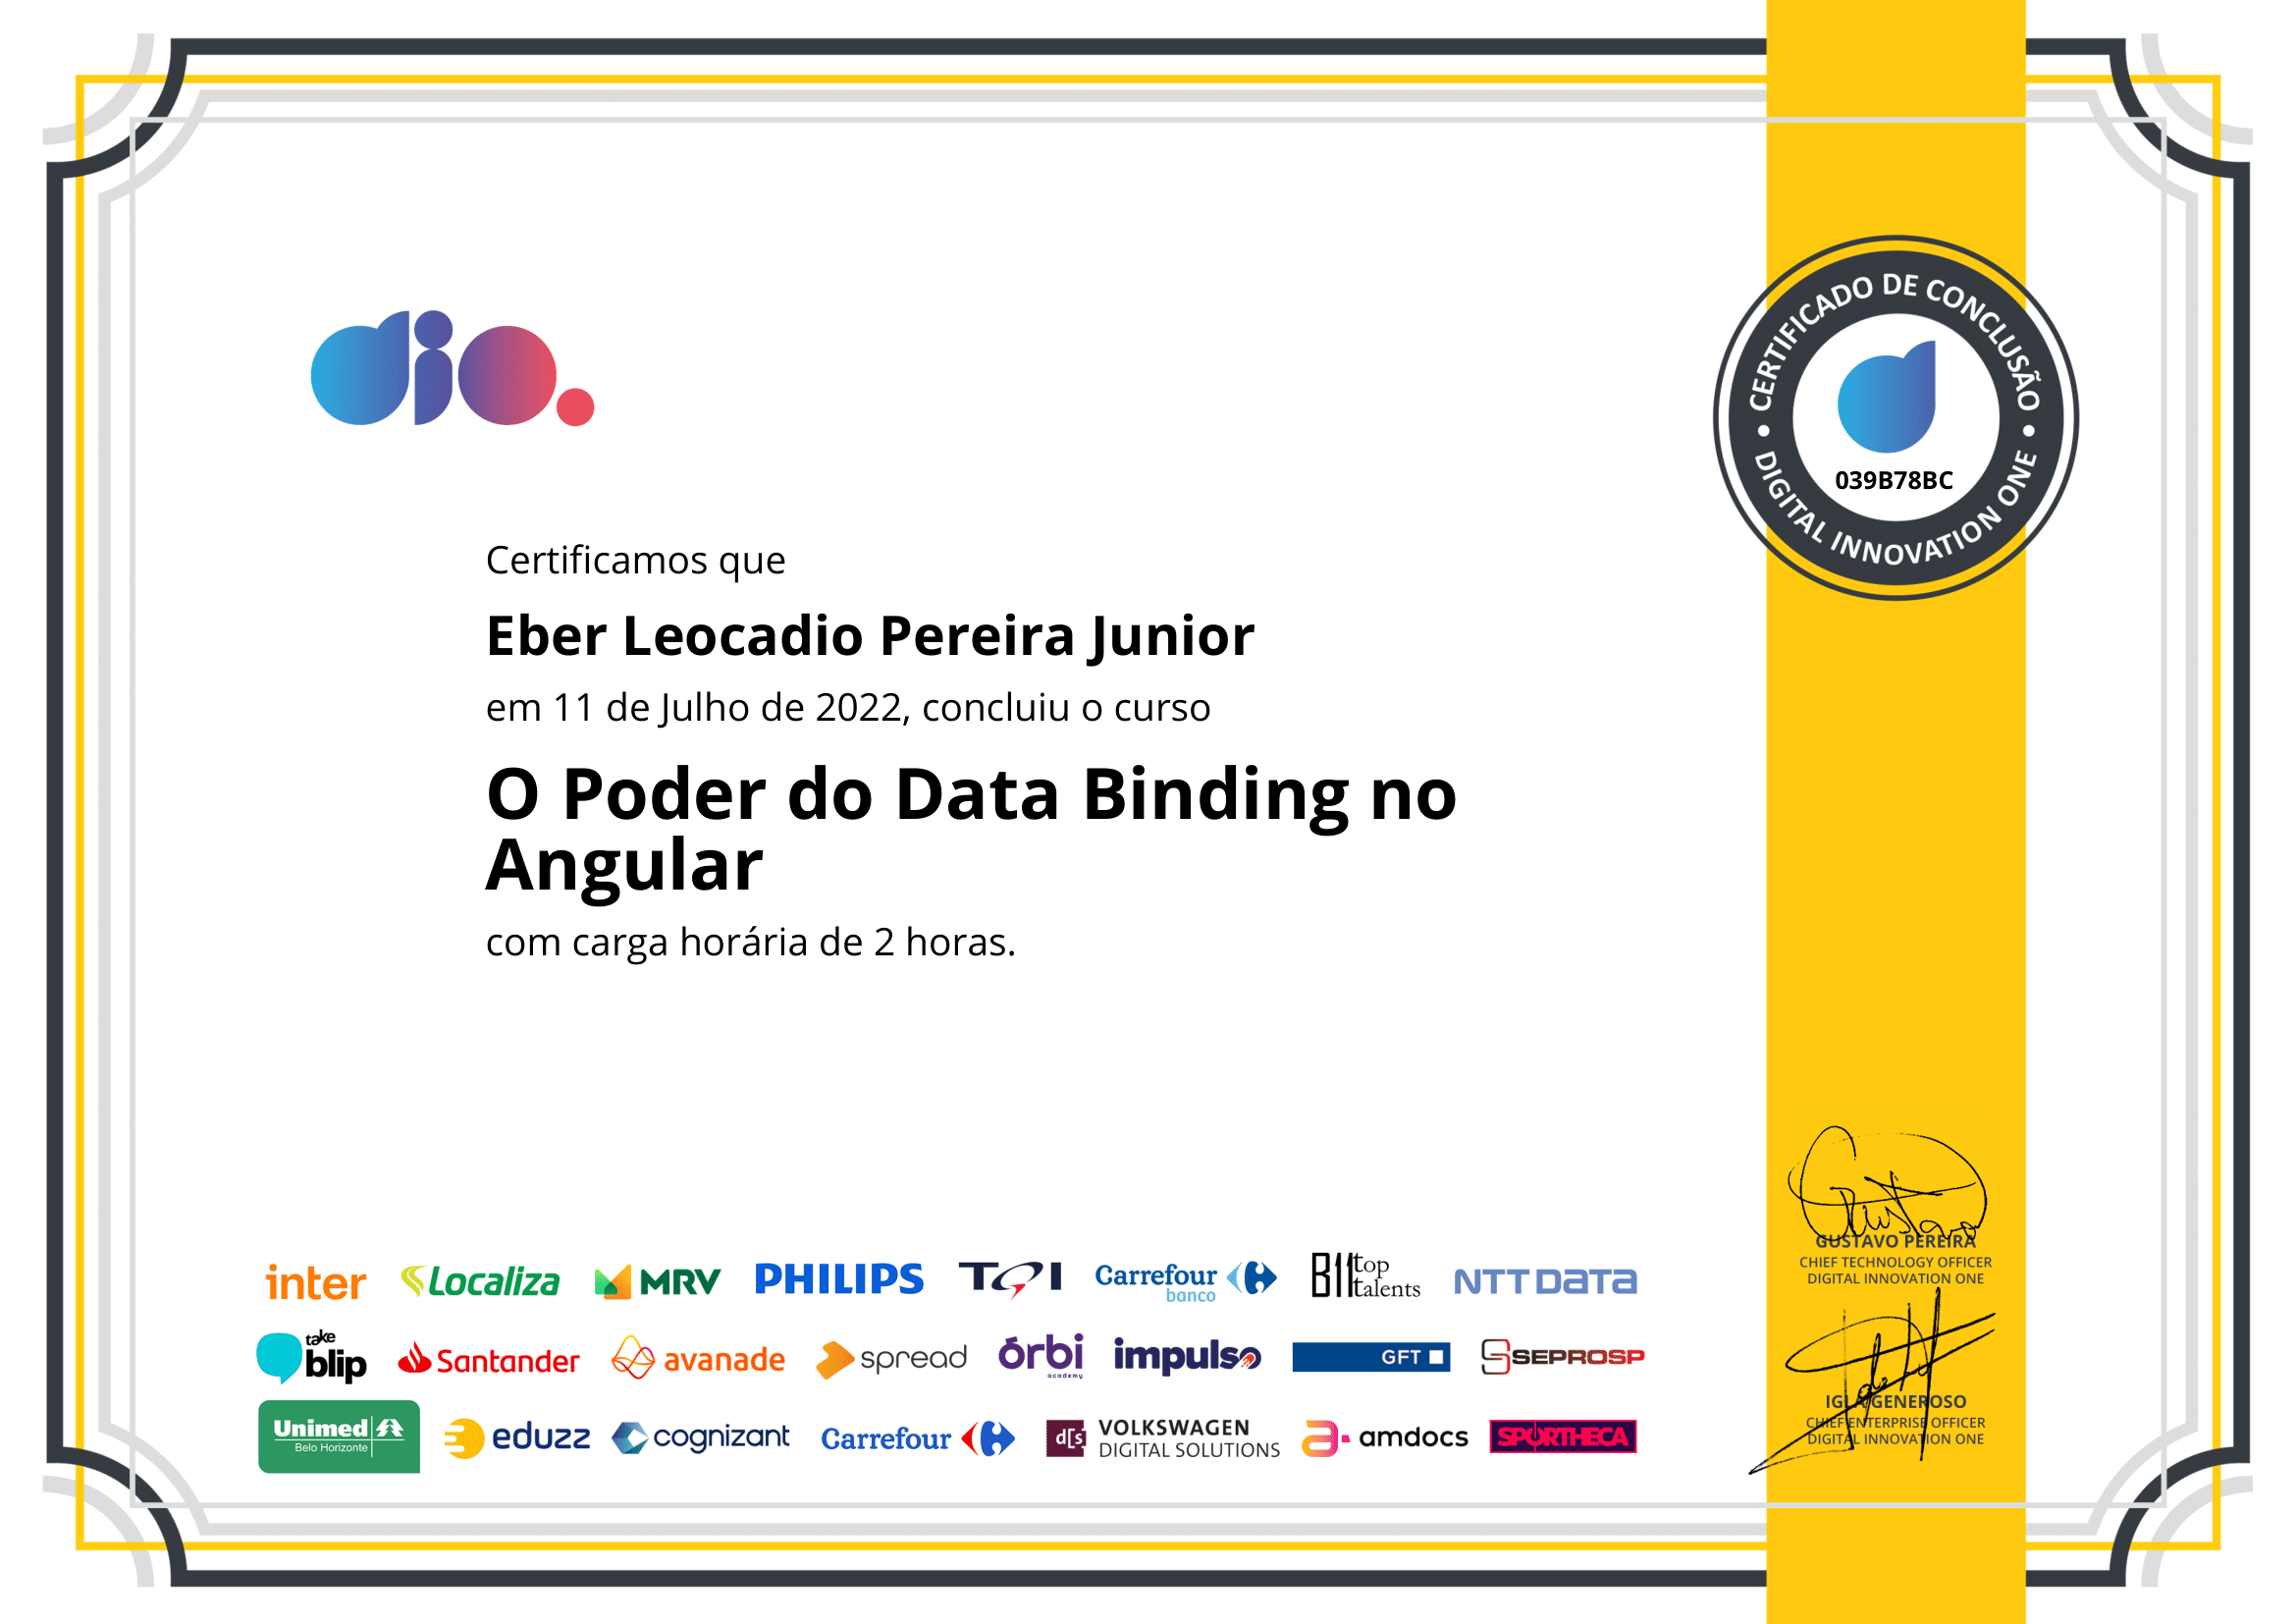 dio.
CERTIFICADO DE CONCLUSÃO
039B78BC
DIGITAL INNOVATION ONE
Certificamos que
Eber Leocadio Pereira Junior
em 11 de Julho de 2022, concluiu o curso
O Poder do Data Binding no
Angular
com carga horária de 2 horas.
Gustavo
GUSTAVO PEREIRA
CHIEF TECHNOLOGY OFFICER
DIGITAL INNOVATION ONE
IGLA GENEROSO
CHIEF ENTERPRISE OFFICER
DIGITAL INNOVATION ONE
inter Localiza MRV PHILIPS TQI Carrefour banco B11 top talents NTT DATA
take blip Santander avanade spread órbi academy impulso GFT SEPROSP
Unimed Belo Horizonte eduzz cognizant Carrefour d[s] VOLKSWAGEN DIGITAL SOLUTIONS a amdocs SPORTHECA